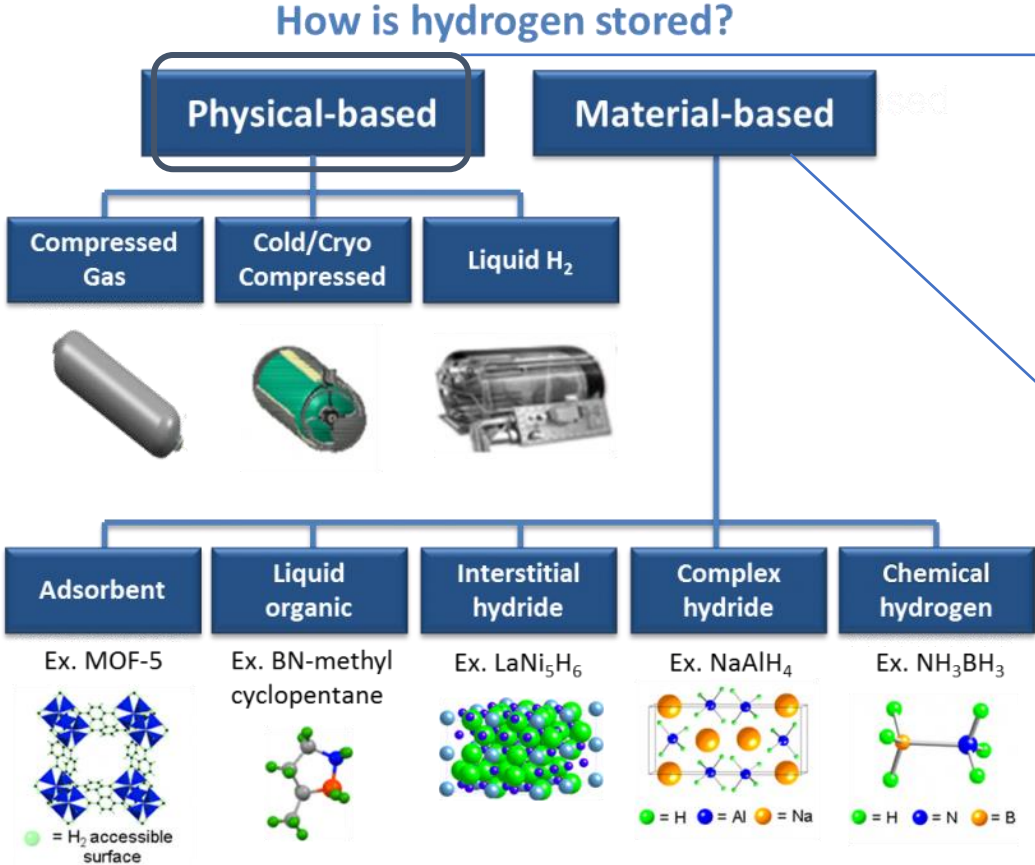 How is hydrogen stored?
Physical-based
Material-based
Compressed
Gas
Cold/Cryo
Compressed
Liquid H₂
Adsorbent
Liquid
organic
Interstitial
hydride
Complex
hydride
Chemical
hydrogen
Ex. MOF-5
Ex. BN-methyl
cyclopentane
Ex. LaNi₅H₆
Ex. NaAlH₄
Ex. NH₃BH₃
= H₂ accessible
surface
= H = Al = Na
= H = N = B